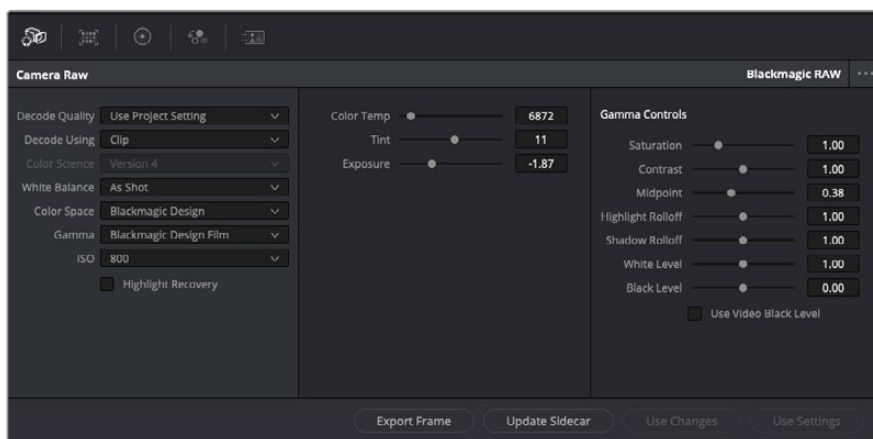 Camera Raw
Blackmagic RAW
Decode Quality Use Project Setting
Decode Using Clip
Color Science Version 4
White Balance As Shot
Color Space Blackmagic Design
Gamma Blackmagic Design Film
ISO 800
Highlight Recovery
Color Temp 6872
Tint 11
Exposure -1.87
Gamma Controls
Saturation 1.00
Contrast 1.00
Midpoint 0.38
Highlight Rolloff 1.00
Shadow Rolloff 1.00
White Level 1.00
Black Level 0.00
Use Video Black Level
Export Frame
Update Sidecar
Use Changes
Use Settings